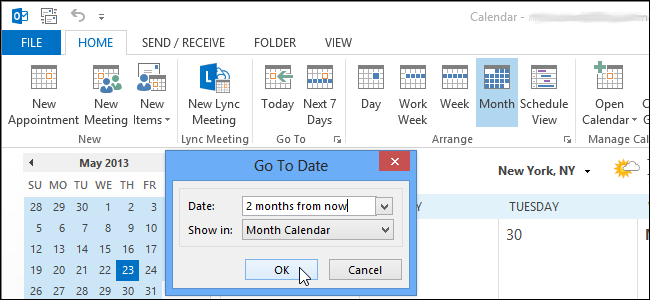 Calendar -
FILE HOME SEND / RECEIVE FOLDER VIEW
New Appointment
New Meeting
New Items
New Lync Meeting
Today
Next 7 Days
Day
Work Week
Week
Month
Schedule View
Open Calendar
New
Lync Meeting
Go To
Arrange
Manage Cal
May 2013
SU MO TU WE TH FR SA
28 29 30 1 2 3 4
5 6 7 8 9
12 13 14 15 16
19 20 21 22 23 24
26 27 28 29 30 31
Go To Date
Date: 2 months from now
Show in: Month Calendar
OK Cancel
New York, NY
TUESDAY
30